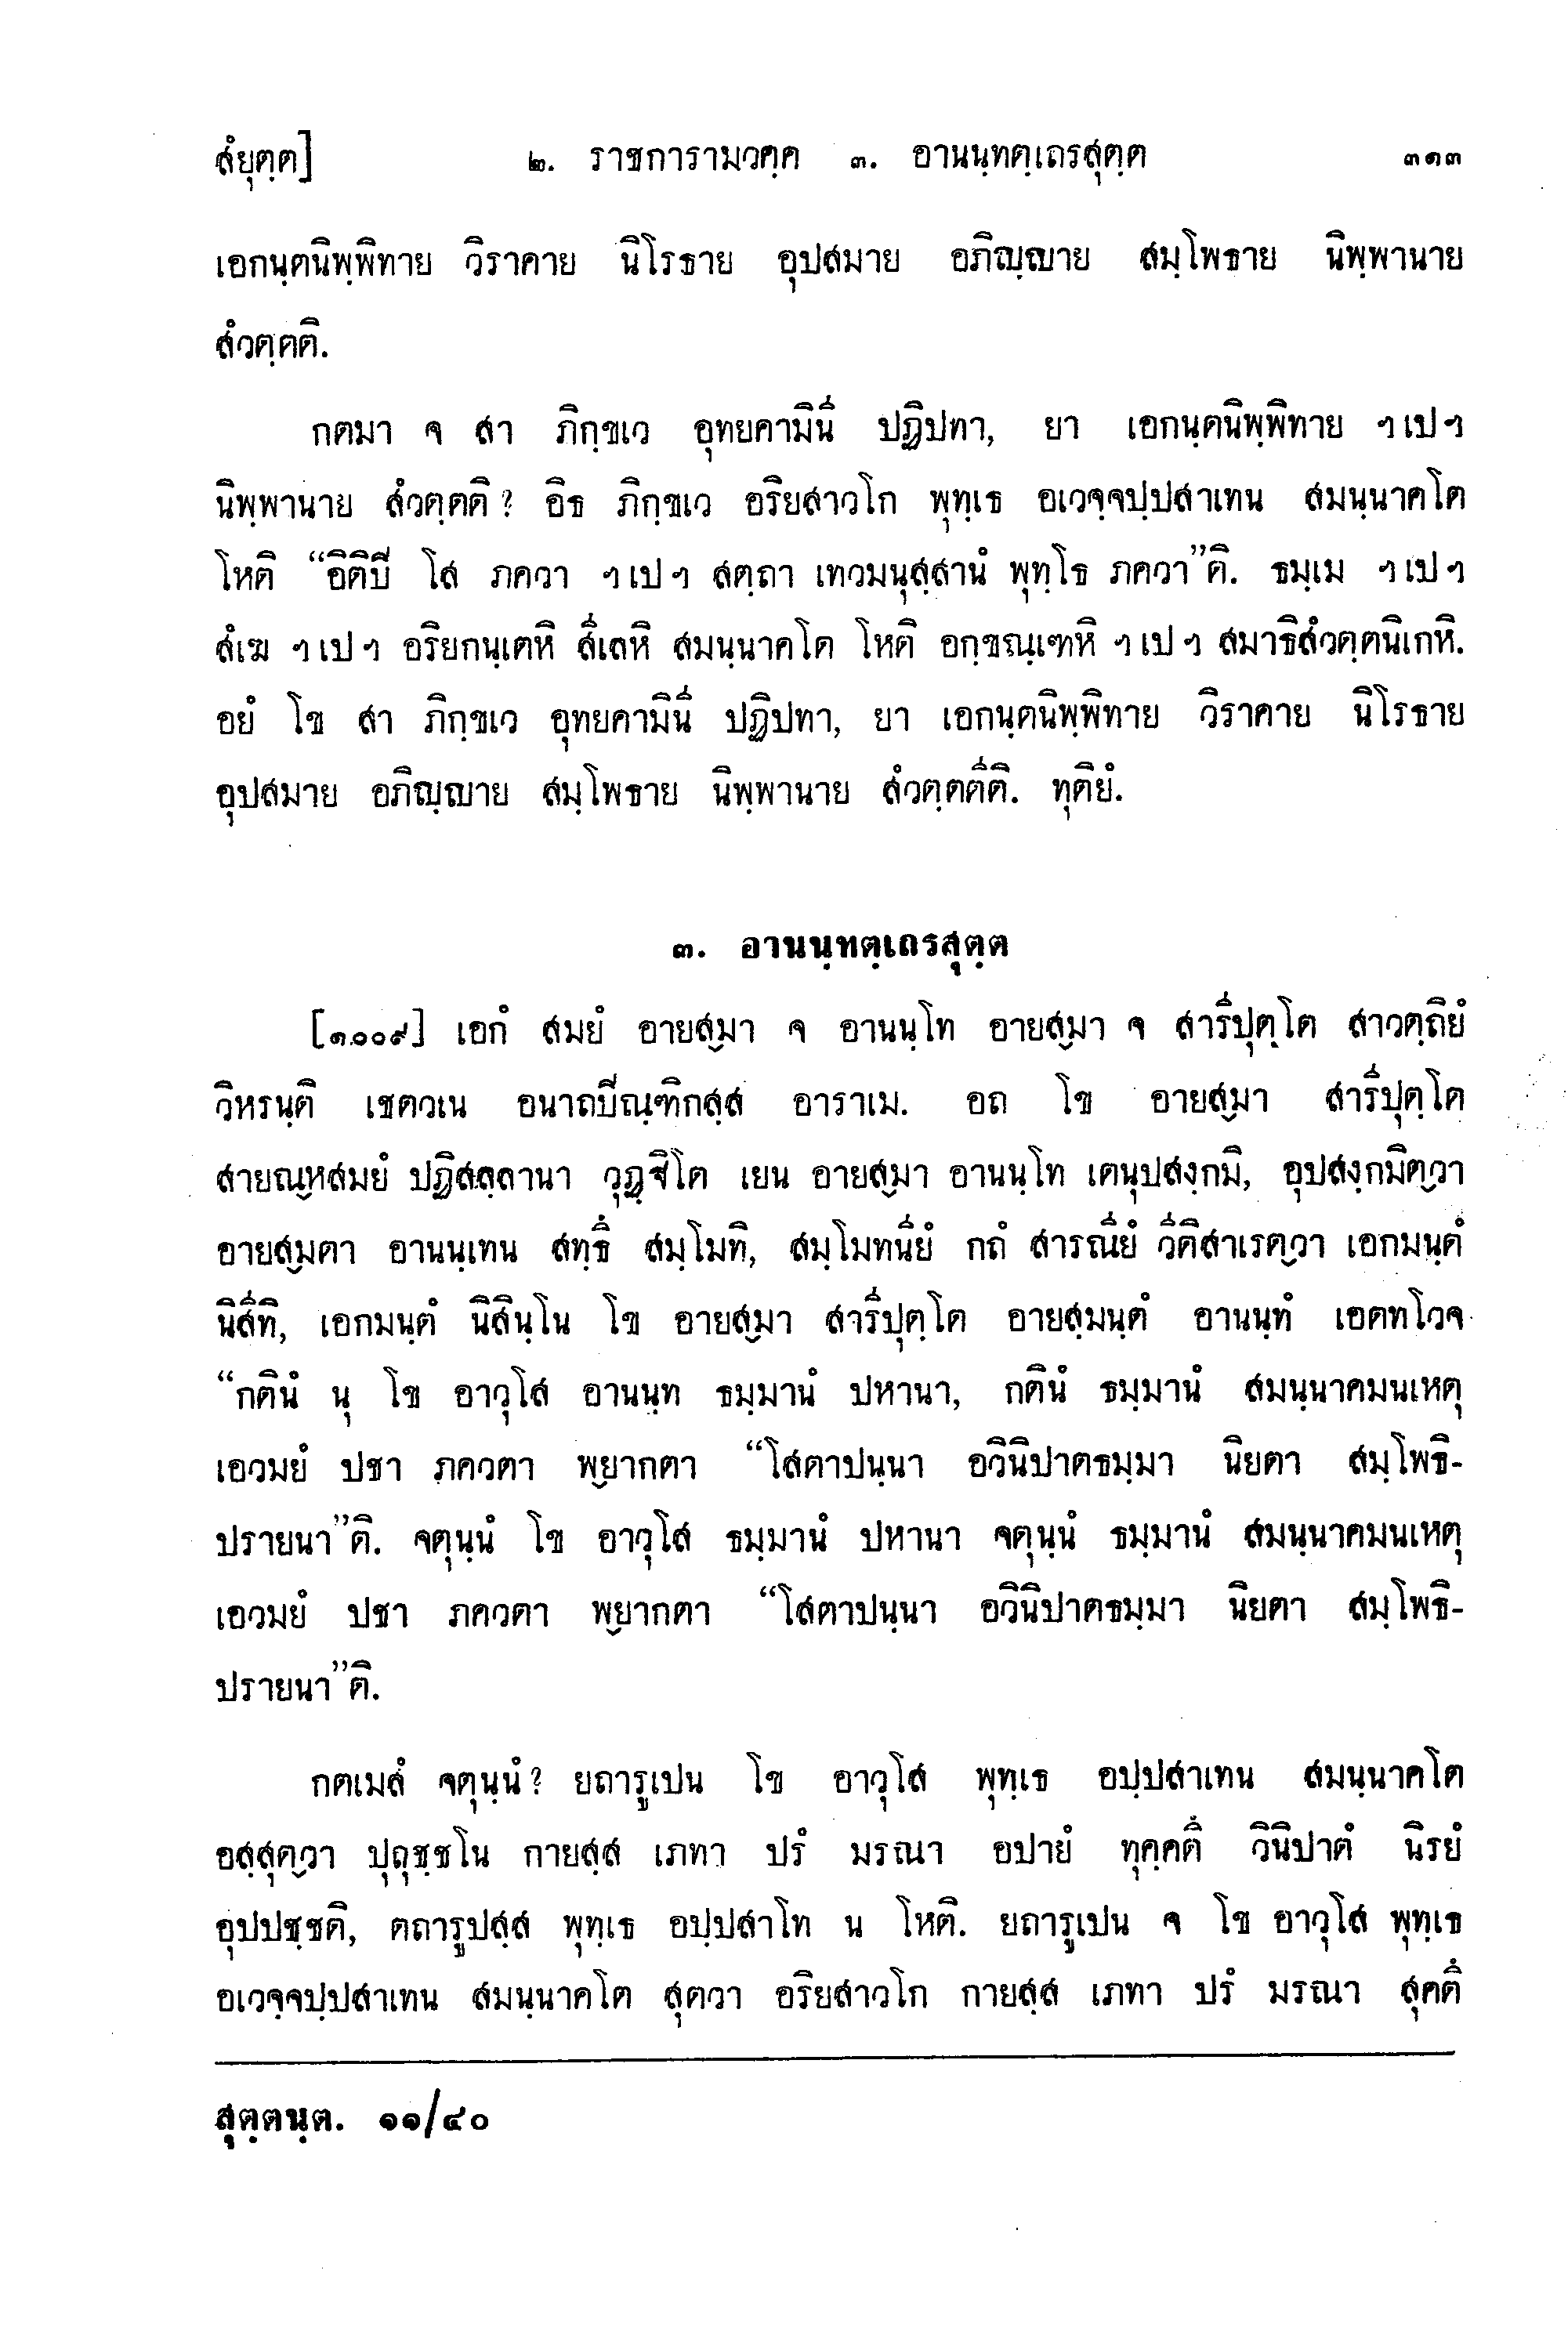 สํยุตฺต]	๒. ราชการามวคฺค ๓. อานนฺทตฺเถรสุตฺต	๓๑๓
เอกนฺตนิพฺพิทาย วิราคาย นิโรธาย อุปสมาย อภิญฺญาย สมฺโพธาย นิพฺพานาย
สํวตฺตติ.
กตมา จ สา ภิกฺขเว อุทยคามินี ปฏิปทา, ยา เอกนฺตนิพฺพิทาย ฯเปฯ
นิพฺพานาย สํวตฺตติ? อิธ ภิกฺขเว อริยสาวโก พุทฺเธ อเวจฺจปฺปสาเทน สมนฺนาคโต
โหติ “อิติปิ โส ภควา ฯเปฯ สตฺถา เทวมนุสฺสานํ พุทฺโธ ภควา”ติ. ธมฺเม ฯเปฯ
สํเฆ ฯเปฯ อริยกนฺเตหิ สีเลหิ สมนฺนาคโต โหติ อกฺขณฺเฑหิ ฯเปฯ สมาธิสํวตฺตนิเกหิ.
อยํ โข สา ภิกฺขเว อุทยคามินี ปฏิปทา, ยา เอกนฺตนิพฺพิทาย วิราคาย นิโรธาย
อุปสมาย อภิญฺญาย สมฺโพธาย นิพฺพานาย สํวตฺตตีติ. ทุติยํ.
๓. อานนฺทตฺเถรสุตฺต
[๑๐๐๙] เอกํ สมยํ อายสฺมา จ อานนฺโท อายสฺมา จ สารีปุตฺโต สาวตฺถิยํ
วิหรนฺติ เชตวเน อนาถปิณฺฑิกสฺส อาราเม. อถ โข อายสฺมา สารีปุตฺโต
สายณฺหสมยํ ปฏิสลฺลานา วุฏฺฐิโต เยน อายสฺมา อานนฺโท เตนุปสงฺกมิ, อุปสงฺกมิตฺวา
อายสฺมตา อานนฺเทน สทฺธึ สมฺโมทิ, สมฺโมทนียํ กถํ สารณียํ วีติสาเรตฺวา เอกมนฺตํ
นิสีทิ, เอกมนฺตํ นิสินฺโน โข อายสฺมา สารีปุตฺโต อายสฺมนฺตํ อานนฺทํ เอตทโวจ
“กตินํ นุ โข อาวุโส อานนฺท ธมฺมานํ ปหานา, กตินํ ธมฺมานํ สมนฺนาคมนเหตุ
เอวมยํ ปชา ภควตา พฺยากตา “โสตาปนฺนา อวินิปาตธมฺมา นิยตา สมฺโพธิ-
ปรายนา”ติ. จตุนฺนํ โข อาวุโส ธมฺมานํ ปหานา จตุนฺนํ ธมฺมานํ สมนฺนาคมนเหตุ
เอวมยํ ปชา ภควตา พฺยากตา “โสตาปนฺนา อวินิปาตธมฺมา นิยตา สมฺโพธิ-
ปรายนา”ติ.
กตเมสํ จตุนฺนํ? ยถารูเปน โข อาวุโส พุทฺเธ อปฺปสาเทน สมนฺนาคโต
อสฺสุตฺวา ปุถุชฺชโน กายสฺส เภทา ปรํ มรณา อปายํ ทุคฺคตึ วินิปาตํ นิรยํ
อุปปชฺชติ, ตถารูปสฺส พุทฺเธ อปฺปสาโท น โหติ. ยถารูเปน จ โข อาวุโส พุทฺเธ
อเวจฺจปฺปสาเทน สมนฺนาคโต สุตวา อริยสาวโก กายสฺส เภทา ปรํ มรณา สุคตึ
สุตฺตนฺต. ๑๑/๔๐